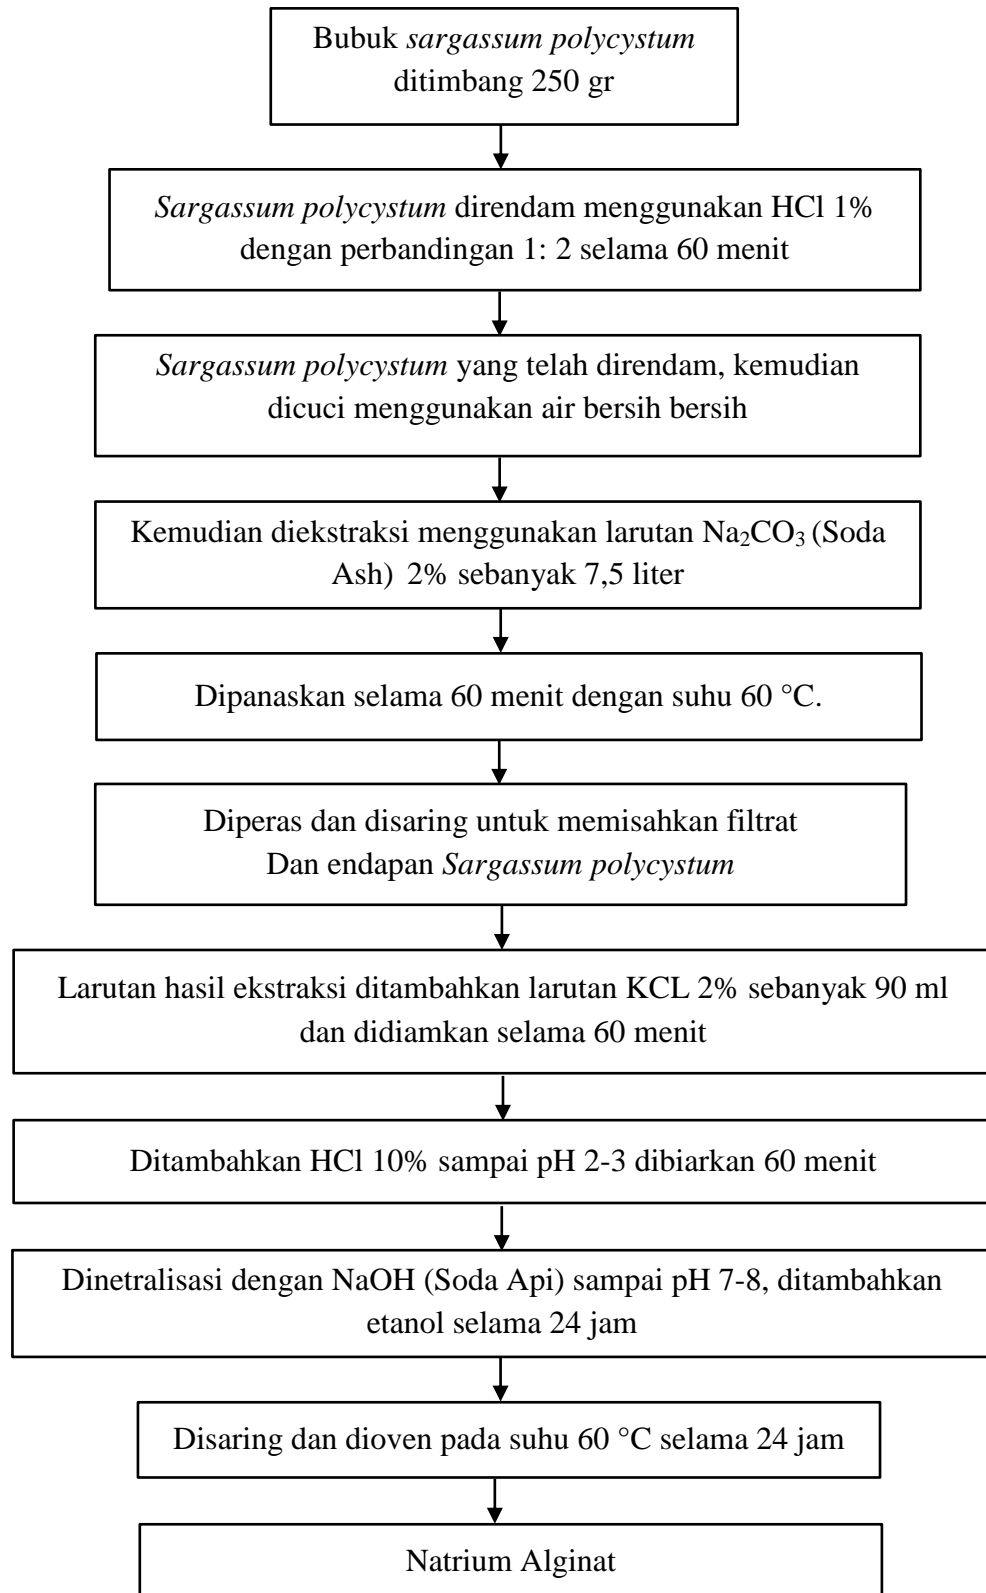 Bubuk sargassum polycystum
ditimbang 250 gr
Sargassum polycystum direndam menggunakan HCl 1%
dengan perbandingan 1: 2 selama 60 menit
Sargassum polycystum yang telah direndam, kemudian
dicuci menggunakan air bersih bersih
Kemudian diekstraksi menggunakan larutan Na₂CO₃ (Soda
Ash) 2% sebanyak 7,5 liter
Dipanaskan selama 60 menit dengan suhu 60 °C.
Diperas dan disaring untuk memisahkan filtrat
Dan endapan Sargassum polycystum
Larutan hasil ekstraksi ditambahkan larutan KCL 2% sebanyak 90 ml
dan didiamkan selama 60 menit
Ditambahkan HCl 10% sampai pH 2-3 dibiarkan 60 menit
Dinetralisasi dengan NaOH (Soda Api) sampai pH 7-8, ditambahkan
etanol selama 24 jam
Disaring dan dioven pada suhu 60 °C selama 24 jam
Natrium Alginat